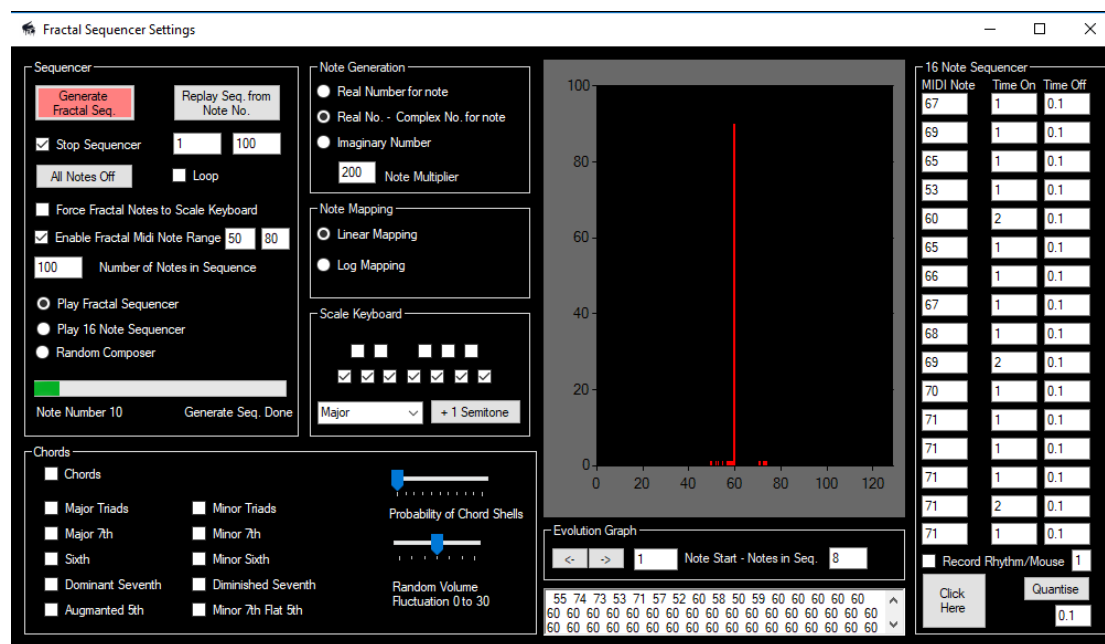 Fractal Sequencer Settings
Sequencer
Generate
Fractal Seq.
Replay Seq. from
Note No.
Stop Sequencer
1
100
All Notes Off
Loop
Force Fractal Notes to Scale Keyboard
Enable Fractal Midi Note Range 50 80
100 Number of Notes in Sequence
Play Fractal Sequencer
Play 16 Note Sequencer
Random Composer
Note Number 10
Generate Seq. Done
Note Generation
Real Number for note
Real No. - Complex No. for note
Imaginary Number
200 Note Multiplier
Note Mapping
Linear Mapping
Log Mapping
Scale Keyboard
Major
+ 1 Semitone
Chords
Chords
Major Triads
Minor Triads
Major 7th
Minor 7th
Sixth
Minor Sixth
Dominant Seventh
Diminished Seventh
Augmanted 5th
Minor 7th Flat 5th
Probability of Chord Shells
Random Volume
Fluctuation 0 to 30
100
80
60
40
20
0
0 20 40 60 80 100 120
Evolution Graph
<- -> 1 Note Start - Notes in Seq. 8
55 74 73 53 71 57 52 60 58 50 59 60 60 60 60 60
60 60 60 60 60 60 60 60 60 60 60 60 60 60 60 60 60
60 60 60 60 60 60 60 60 60 60 60 60 60 60 60 60 60
16 Note Sequencer
MIDI Note Time On Time Off
67 1 0.1
69 1 0.1
65 1 0.1
53 1 0.1
60 2 0.1
65 1 0.1
66 1 0.1
67 1 0.1
68 1 0.1
69 2 0.1
70 1 0.1
71 1 0.1
71 1 0.1
71 1 0.1
71 2 0.1
71 1 0.1
Record Rhythm/Mouse 1
Click
Here
Quantise
0.1